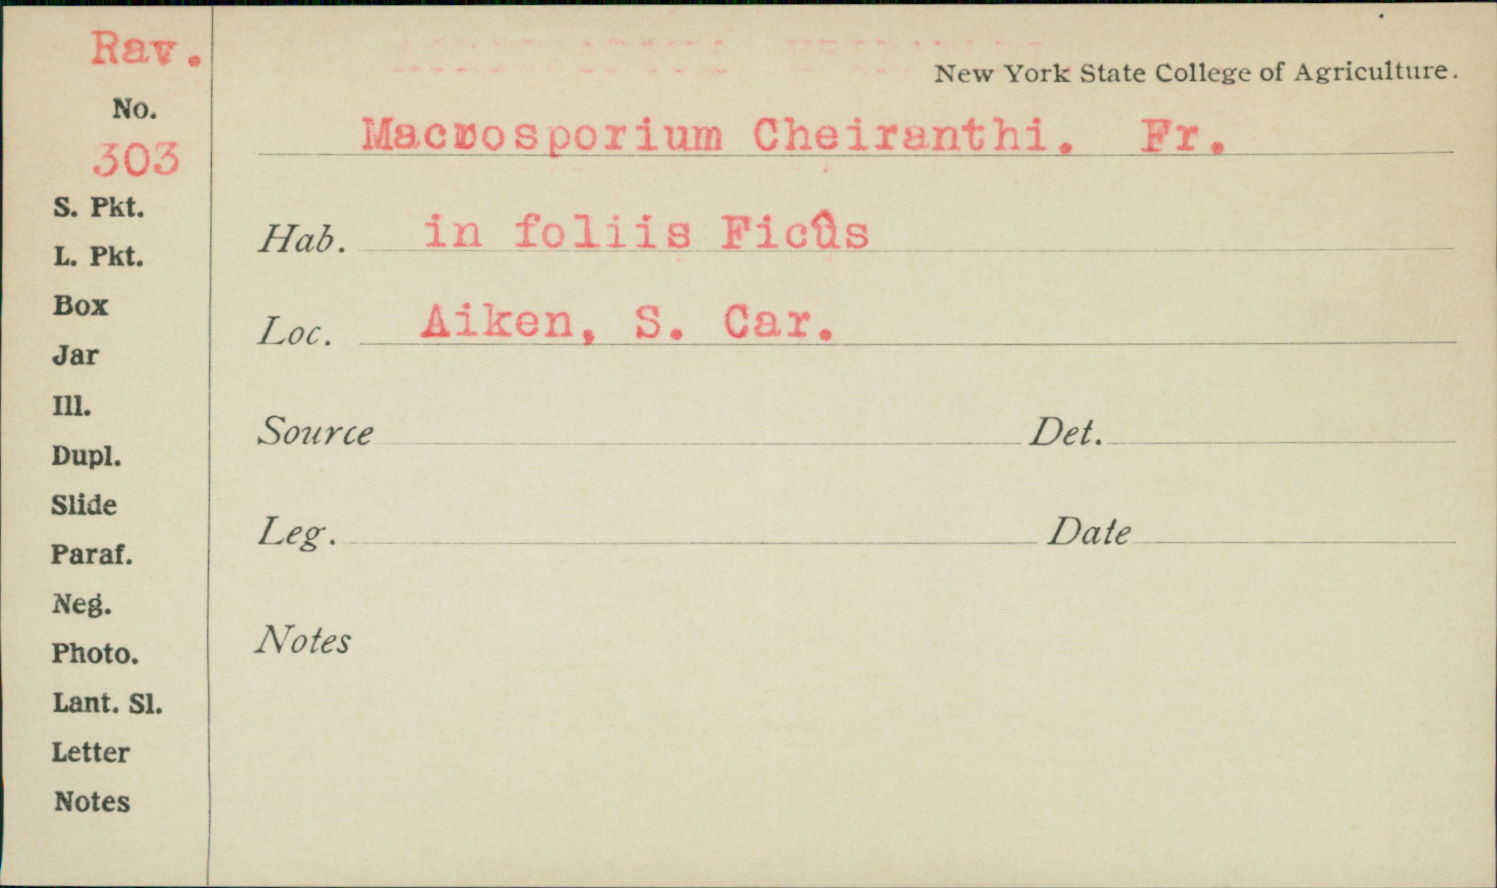 Rav.
No.
303
S. Pkt.
L. Pkt.
Box
Jar
Ill.
Dupl.
Slide
Paraf.
Neg.
Photo.
Lant. Sl.
Letter
Notes
New York State College of Agriculture.
Macrosporium Cheiranthi. Fr.
Hab. in foliis Ficûs
Loc. Aiken, S. Car.
Source Det.
Leg. Date
Notes